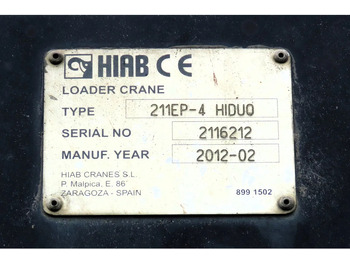 HIAB CE
LOADER CRANE
TYPE 211EP-4 HIDUO
SERIAL NO 2116212
MANUF. YEAR 2012-02
HIAB CRANES S.L.
P. Malpica, E. 86
ZARAGOZA - SPAIN 899 1502